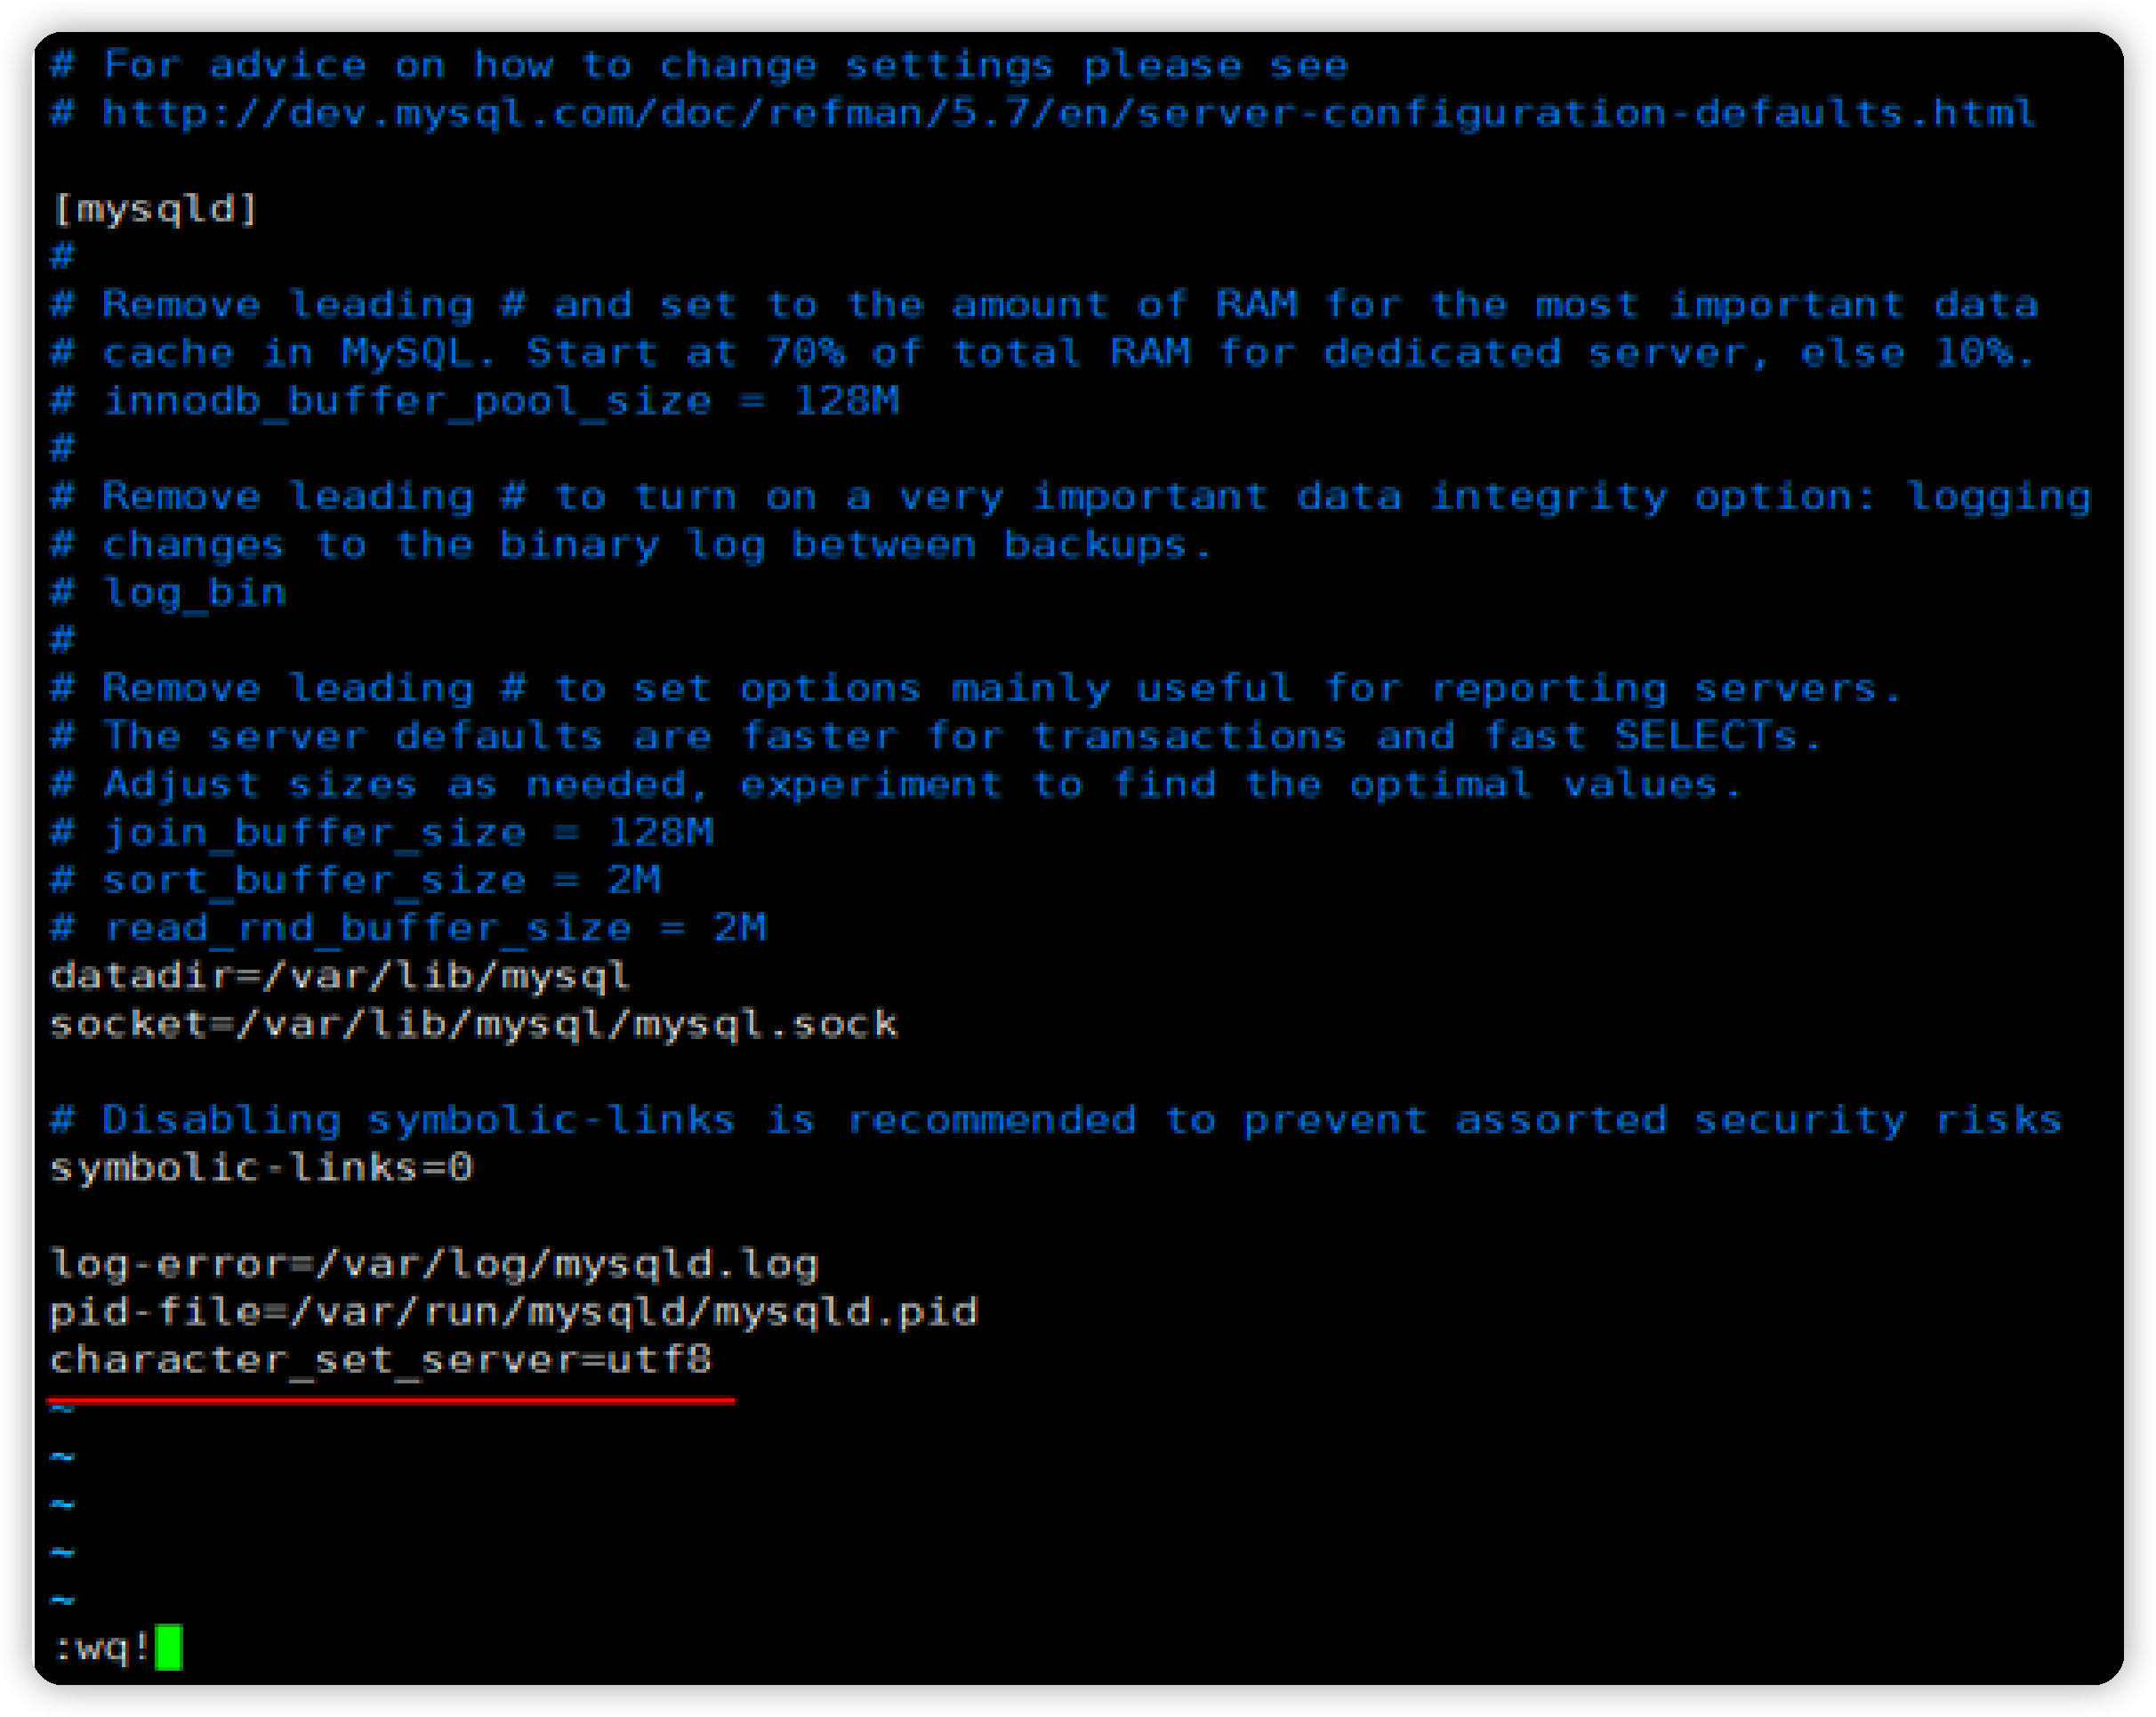 # For advice on how to change settings please see
# http://dev.mysql.com/doc/refman/5.7/en/server-configuration-defaults.html
[mysqld]
#
# Remove leading # and set to the amount of RAM for the most important data
# cache in MySQL. Start at 70% of total RAM for dedicated server, else 10%.
# innodb_buffer_pool_size = 128M
#
# Remove leading # to turn on a very important data integrity option: logging
# changes to the binary log between backups.
# log_bin
#
# Remove leading # to set options mainly useful for reporting servers.
# The server defaults are faster for transactions and fast SELECTs.
# Adjust sizes as needed, experiment to find the optimal values.
# join_buffer_size = 128M
# sort_buffer_size = 2M
# read_rnd_buffer_size = 2M
datadir=/var/lib/mysql
socket=/var/lib/mysql/mysql.sock
# Disabling symbolic-links is recommended to prevent assorted security risks
symbolic-links=0
log-error=/var/log/mysqld.log
pid-file=/var/run/mysqld/mysqld.pid
character_set_server=utf8
~
~
~
~
~
:wq!